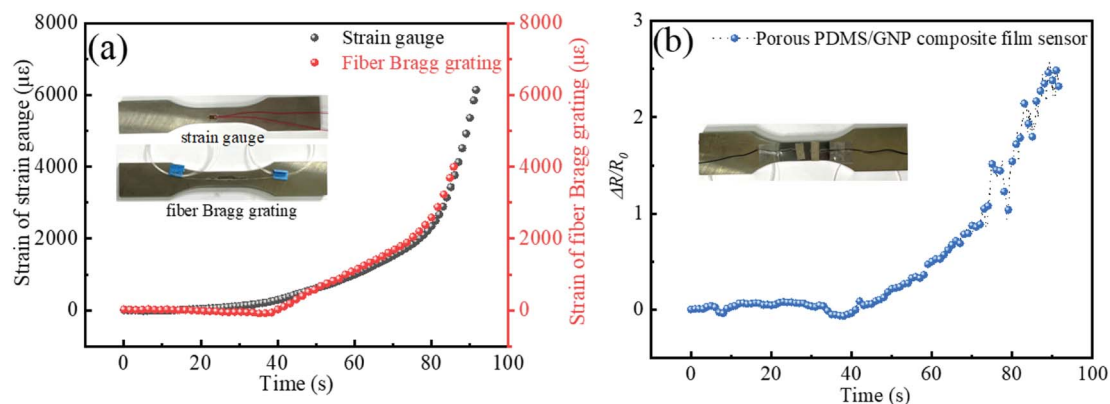 (a)
Strain gauge
Fiber Bragg grating
strain gauge
fiber Bragg grating
Strain of strain gauge (με)
8000
6000
4000
2000
0
Strain of fiber Bragg grating (με)
8000
6000
4000
2000
0
0 20 40 60 80 100
Time (s)
(b)
Porous PDMS/GNP composite film sensor
ΔR/R0
3
2
1
0
0 20 40 60 80 100
Time (s)